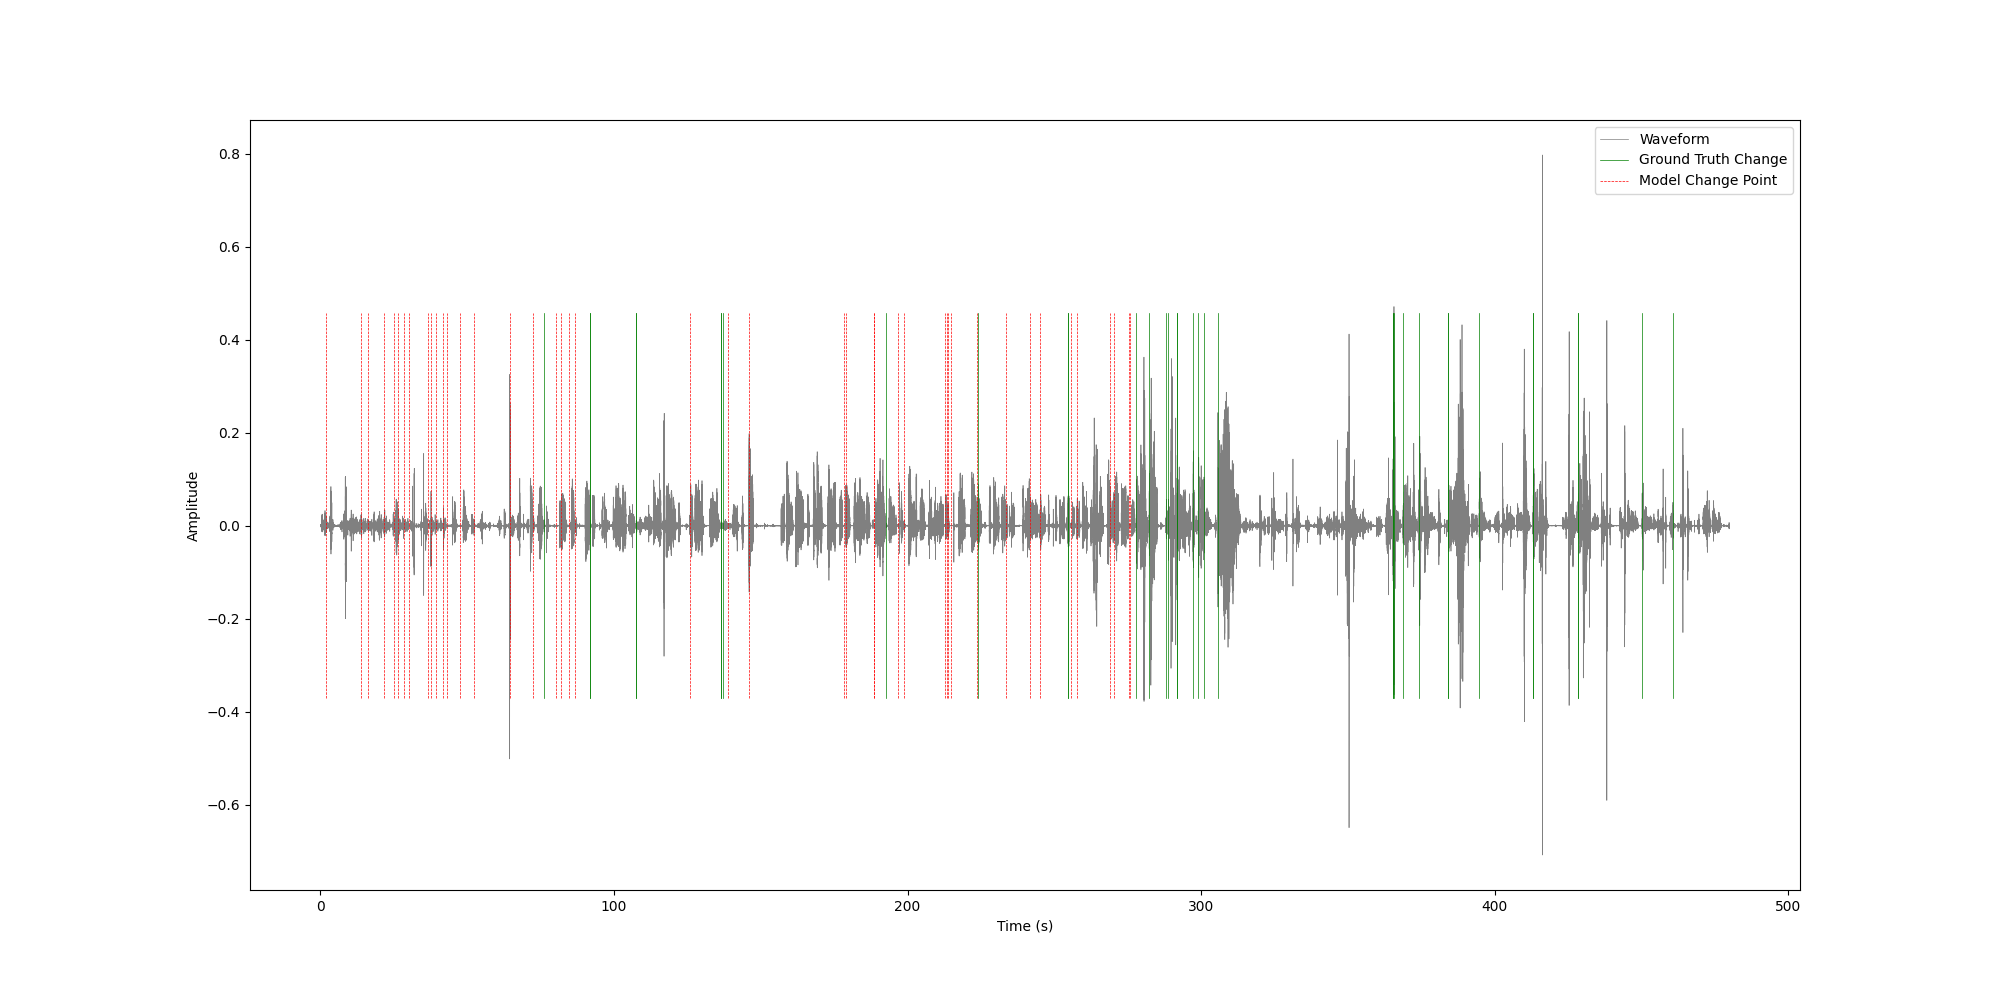 Waveform
Ground Truth Change
Model Change Point
0.8
0.6
0.4
0.2
0.0
−0.2
−0.4
−0.6
Amplitude
0 100 200 300 400 500
Time (s)